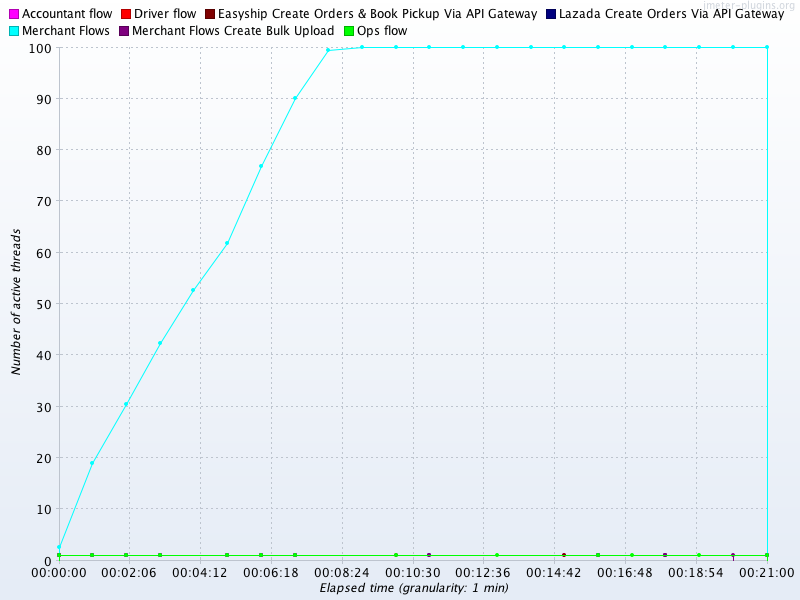 jmeter-plugins.org
Accountant flow Driver flow Easyship Create Orders & Book Pickup Via API Gateway Lazada Create Orders Via API Gateway
Merchant Flows Merchant Flows Create Bulk Upload Ops flow
100
90
80
70
60
50
40
30
20
10
0
Number of active threads
00:00:00 00:02:06 00:04:12 00:06:18 00:08:24 00:10:30 00:12:36 00:14:42 00:16:48 00:18:54 00:21:00
Elapsed time (granularity: 1 min)